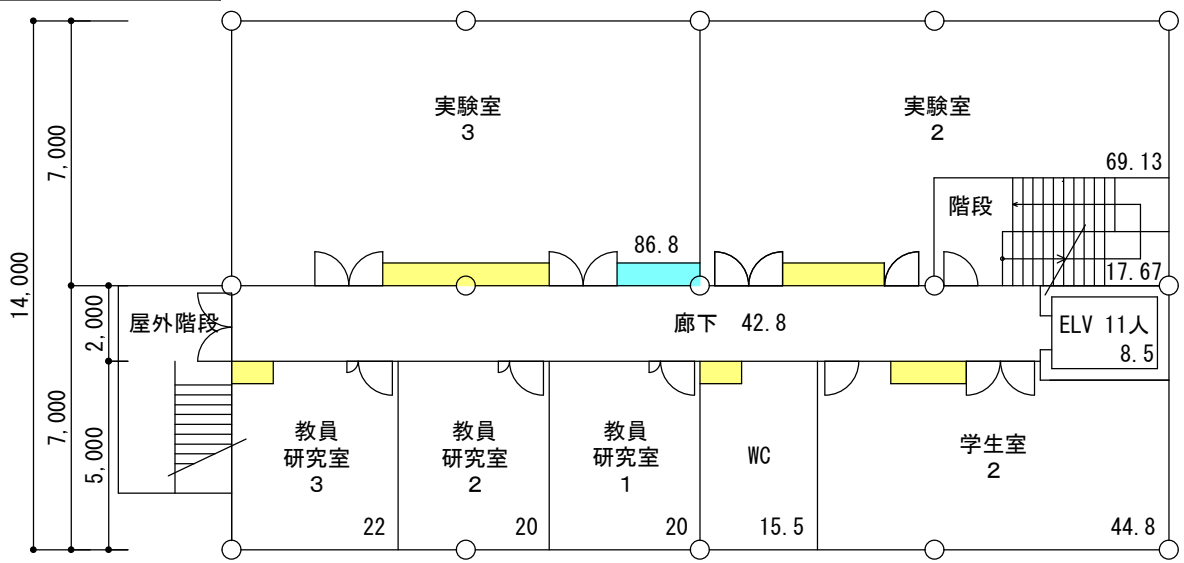 実験室
3
実験室
2
69.13
階段
86.8
17.67
屋外階段
廊下 42.8
ELV 11人
8.5
教員
研究室
3
22
教員
研究室
2
20
教員
研究室
1
20
WC
15.5
学生室
2
44.8
14,000
7,000
7,000
2,000
5,000